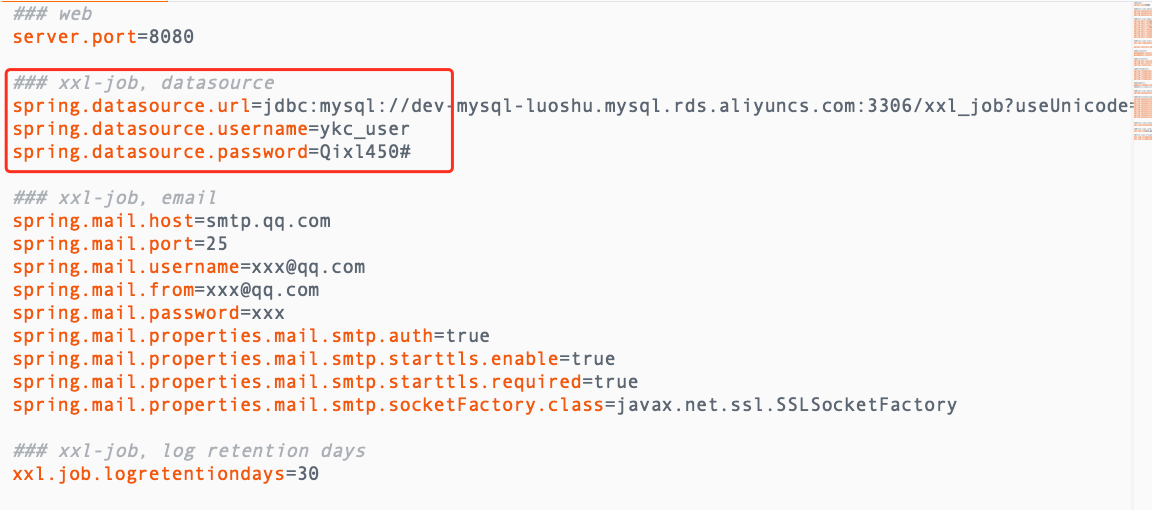 ### web
server.port=8080
### xxl-job, datasource
spring.datasource.url=jdbc:mysql://dev-mysql-luoshu.mysql.rds.aliyuncs.com:3306/xxl_job?useUnicode=
spring.datasource.username=ykc_user
spring.datasource.password=Qixl450#
### xxl-job, email
spring.mail.host=smtp.qq.com
spring.mail.port=25
spring.mail.username=xxx@qq.com
spring.mail.from=xxx@qq.com
spring.mail.password=xxx
spring.mail.properties.mail.smtp.auth=true
spring.mail.properties.mail.smtp.starttls.enable=true
spring.mail.properties.mail.smtp.starttls.required=true
spring.mail.properties.mail.smtp.socketFactory.class=javax.net.ssl.SSLSocketFactory
### xxl-job, log retention days
xxl.job.logretentiondays=30